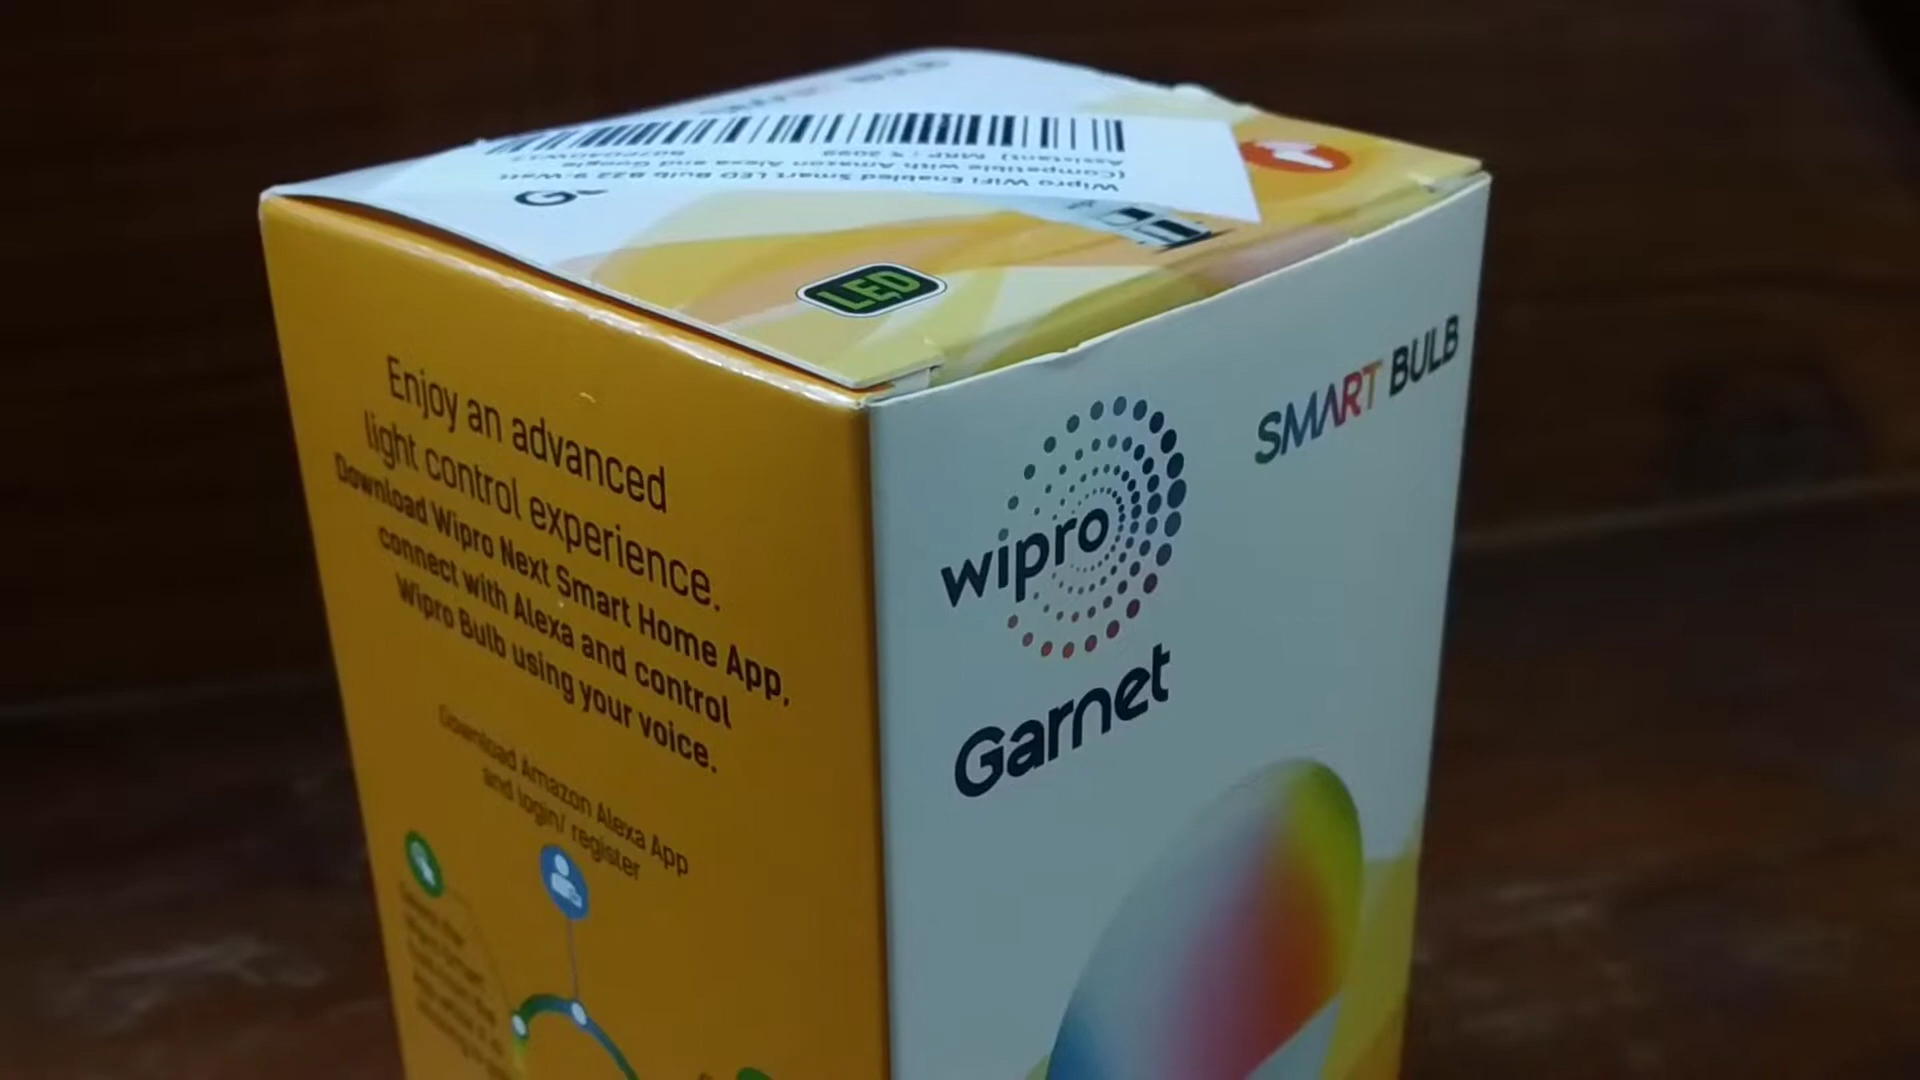 Wipro WiFi Enabled Smart LED Bulb B22 9-Watt
(Compatible with Amazon Alexa and Google
Assistant) MRP: ₹ 2099
LED
Enjoy an advanced
light control experience.
Download Wipro Next Smart Home App,
connect with Alexa and control
Wipro Bulb using your voice.
Download Amazon Alexa App
and login/ register
SMART BULB
wipro
Garnet